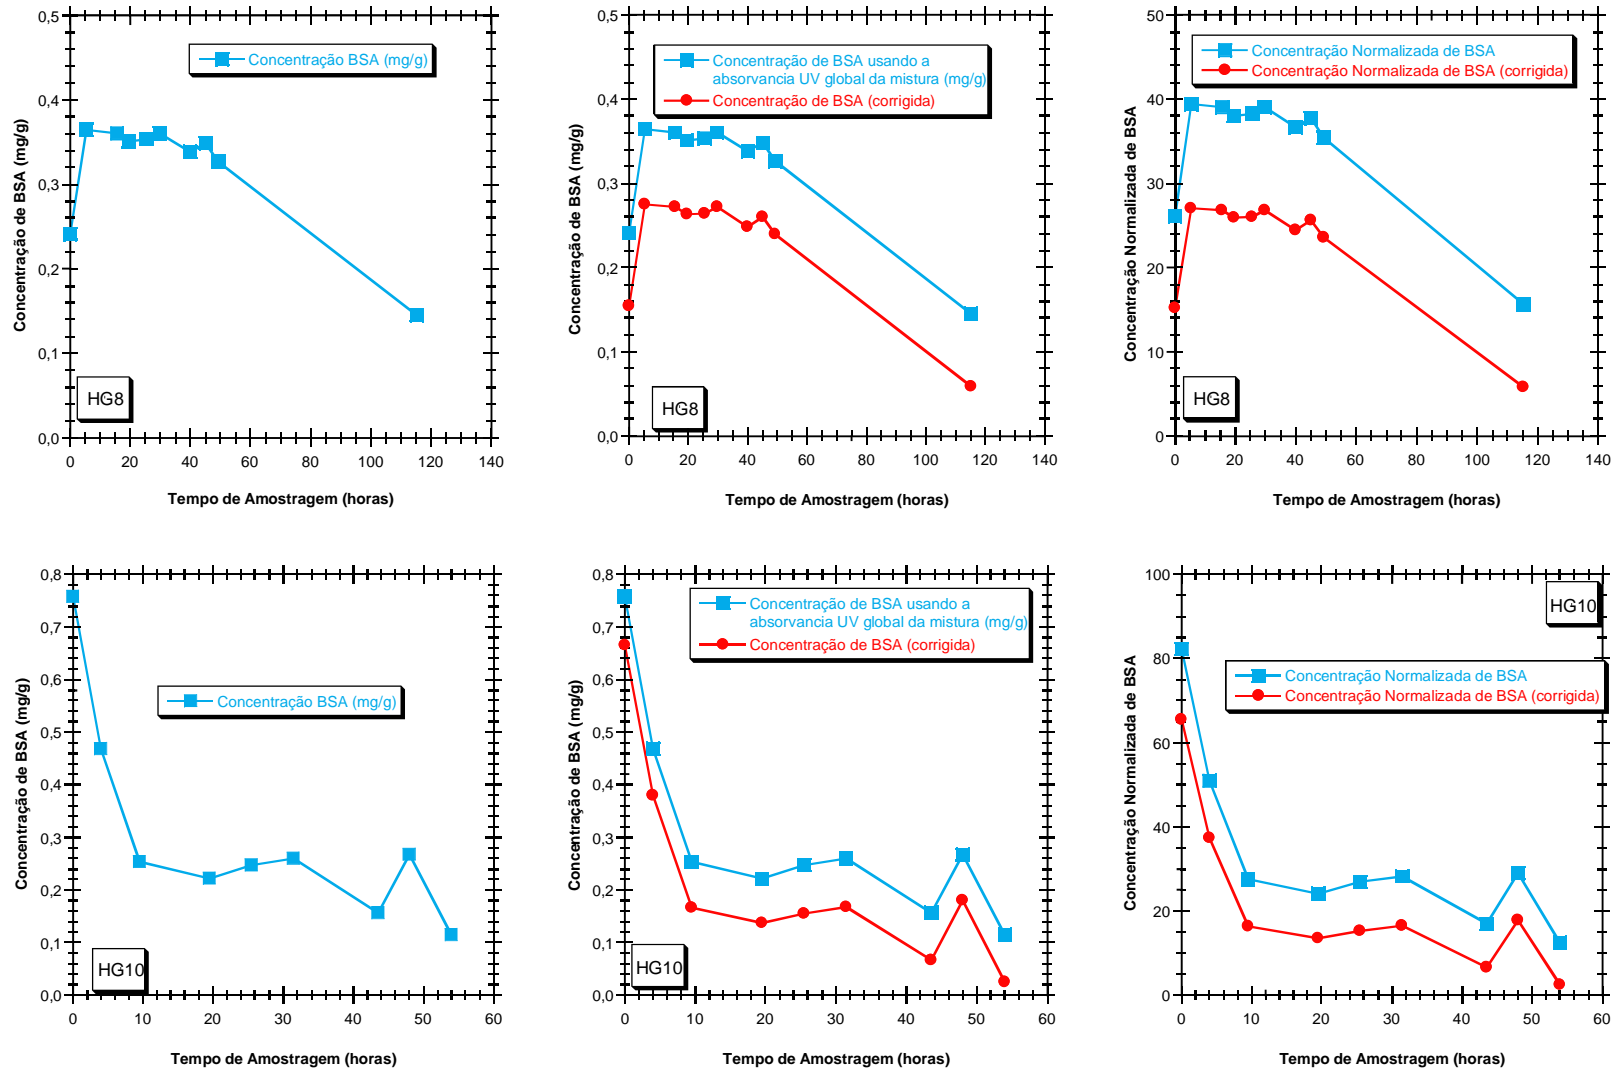 0,5
0,4
0,3
0,2
0,1
0,0
Concentração de BSA (mg/g)
Concentração BSA (mg/g)
HG8
0 20 40 60 80 100 120 140
Tempo de Amostragem (horas)
0,5
0,4
0,3
0,2
0,1
0,0
Concentração de BSA (mg/g)
Concentração de BSA usando a
absorvancia UV global da mistura (mg/g)
Concentração de BSA (corrigida)
HG8
0 20 40 60 80 100 120 140
Tempo de Amostragem (horas)
50
40
30
20
10
0
Concentração Normalizada de BSA
Concentração Normalizada de BSA
Concentração Normalizada de BSA (corrigida)
HG8
0 20 40 60 80 100 120 140
Tempo de Amostragem (horas)
0,8
0,7
0,6
0,5
0,4
0,3
0,2
0,1
0,0
Concentração de BSA (mg/g)
Concentração BSA (mg/g)
HG10
0 10 20 30 40 50 60
Tempo de Amostragem (horas)
0,8
0,7
0,6
0,5
0,4
0,3
0,2
0,1
0,0
Concentração de BSA (mg/g)
Concentração de BSA usando a
absorvancia UV global da mistura (mg/g)
Concentração de BSA (corrigida)
HG10
0 10 20 30 40 50 60
Tempo de Amostragem (horas)
100
80
60
40
20
0
Concentração Normalizada de BSA
HG10
Concentração Normalizada de BSA
Concentração Normalizada de BSA (corrigida)
0 10 20 30 40 50 60
Tempo de Amostragem (horas)